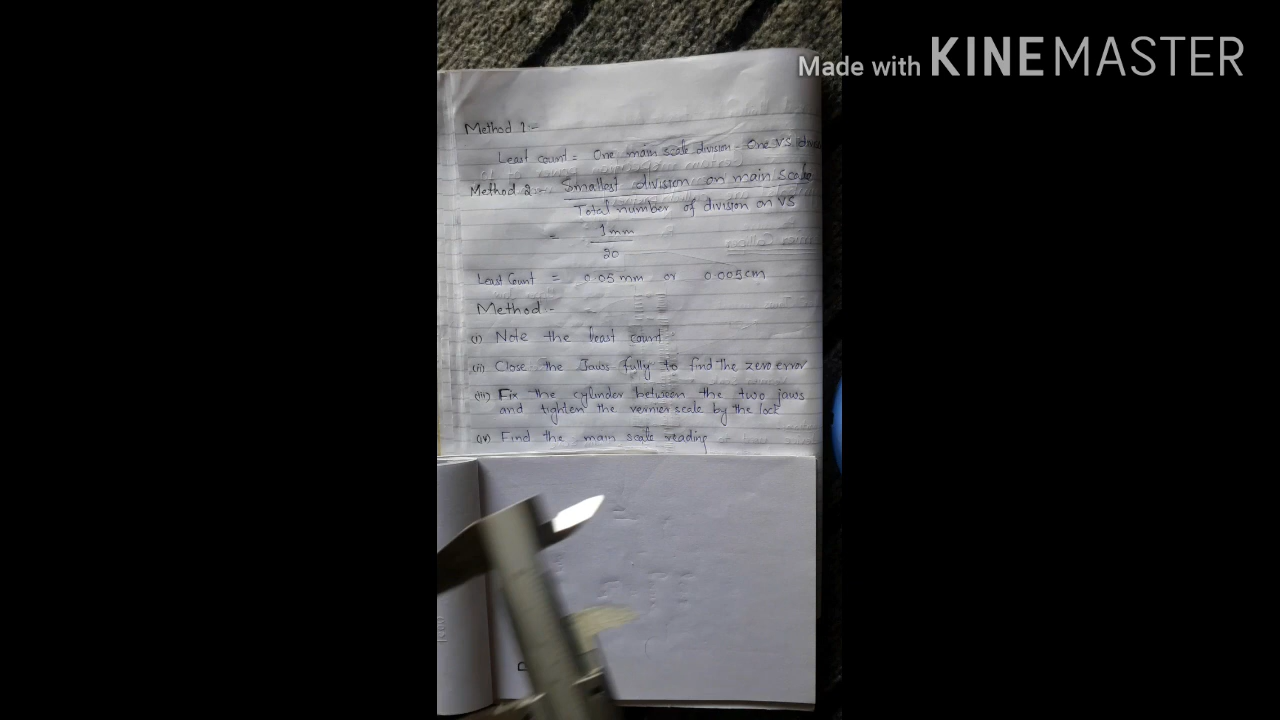 Made with KINEMASTER
Method 1:-
Least count = One main scale division - One V.S.
Method 2:- Smallest division on main scale
Total number of division on VS
= 1mm
20
Least Count = 0.05 mm or 0.005cm
Method:-
(i) Note the least count
(ii) Close the Jaws fully to find the zero error
(iii) Fix the cylinder between the two jaws
and tighten the vernier scale by the lock
(iv) Find the main scale reading